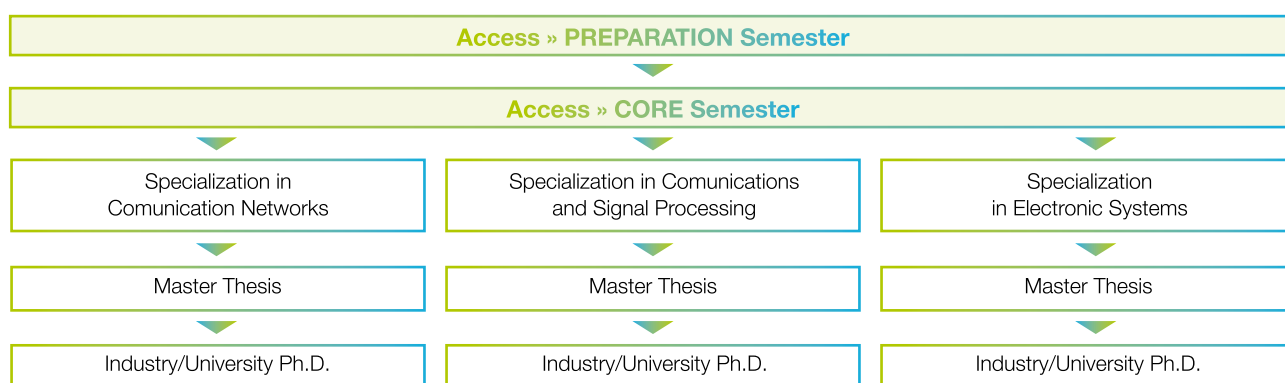 Access » PREPARATION Semester
Access » CORE Semester
Specialization in
Comunication Networks
Specialization in Comunications
and Signal Processing
Specialization
in Electronic Systems
Master Thesis
Master Thesis
Master Thesis
Industry/University Ph.D.
Industry/University Ph.D.
Industry/University Ph.D.